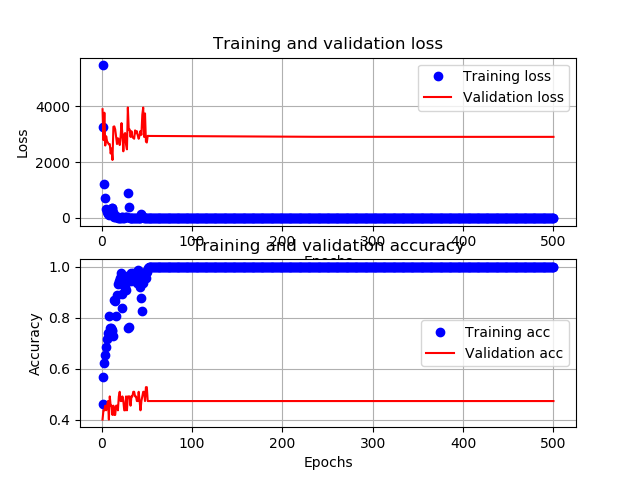 Training and validation loss
Loss
4000
2000
0
Training loss
Validation loss
0
100
200
300
400
500
Epochs
Training and validation accuracy
Accuracy
1.0
0.8
0.6
0.4
Training acc
Validation acc
0
100
200
300
400
500
Epochs